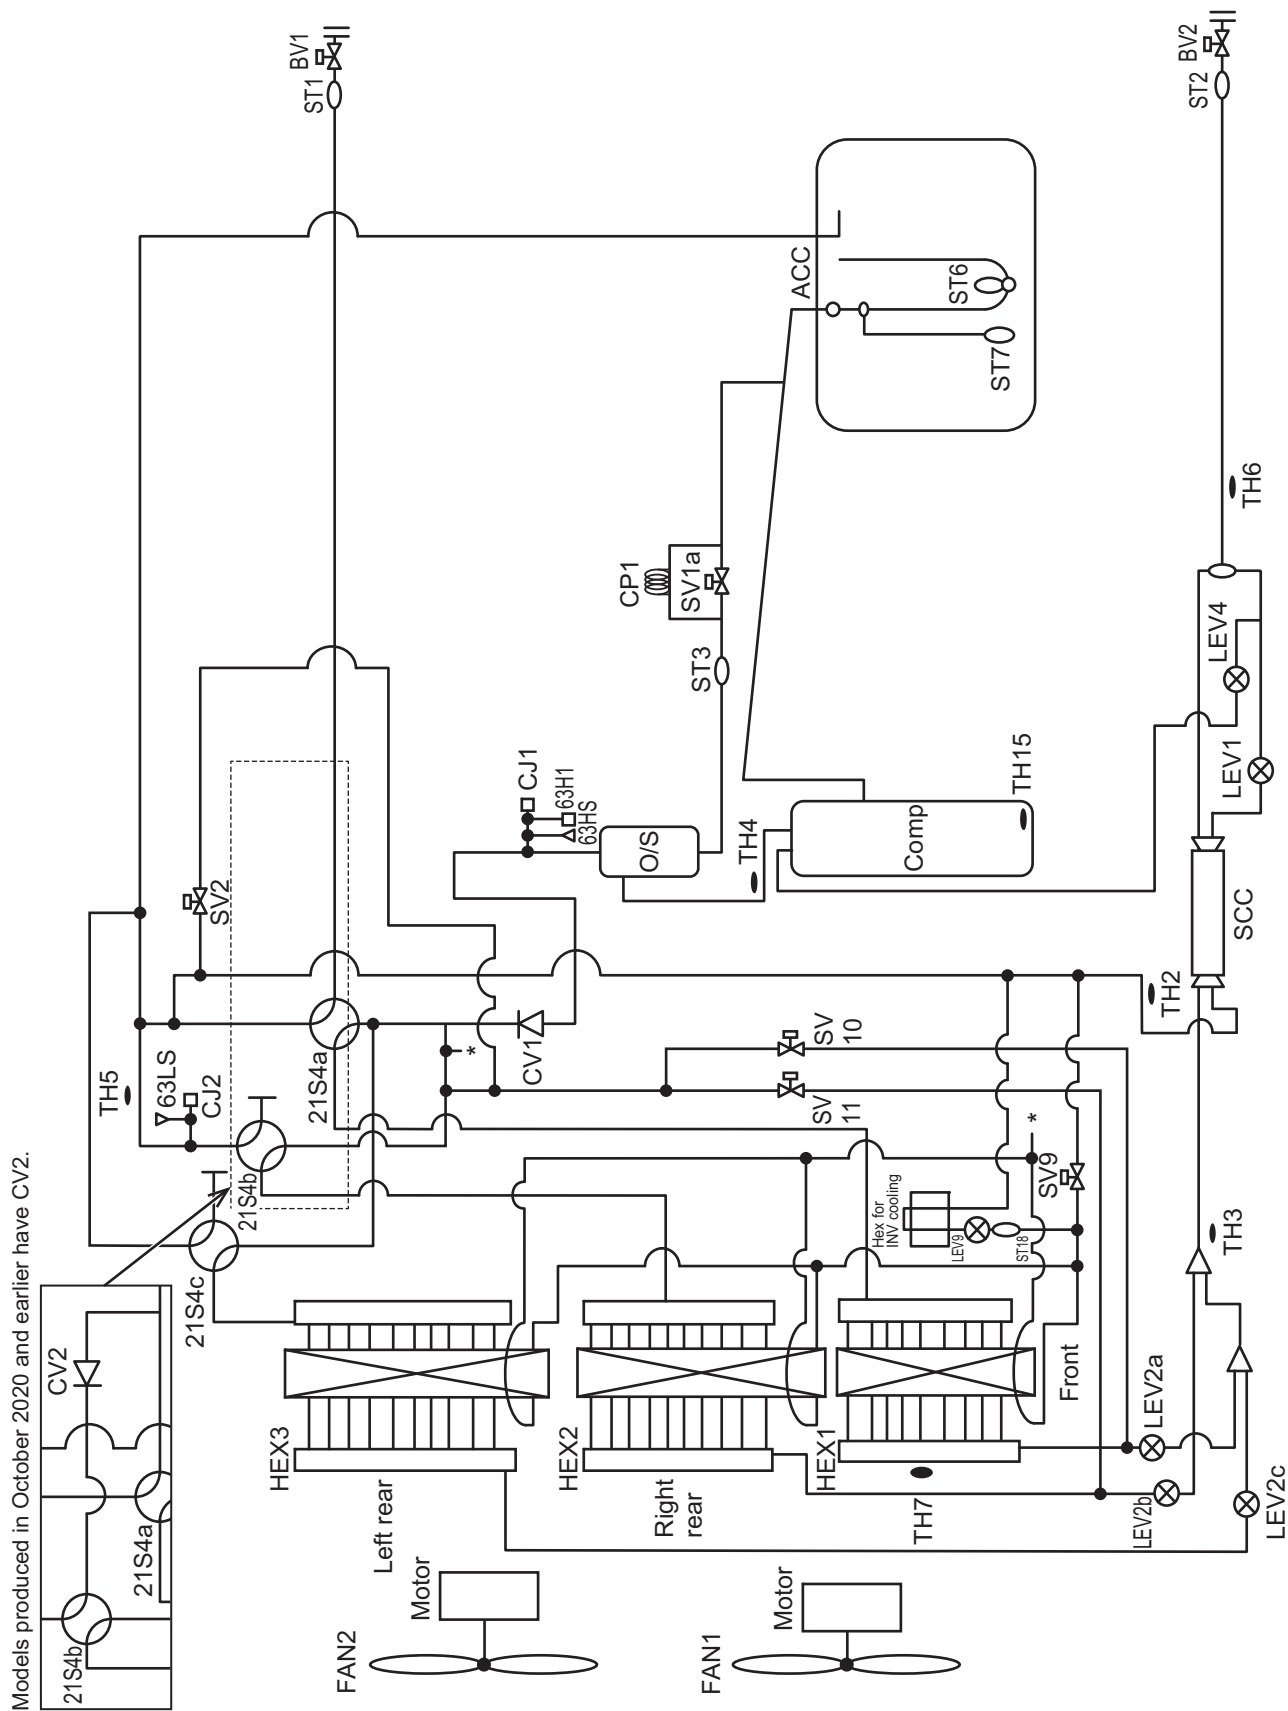 Models produced in October 2020 and earlier have CV2.
CV2
21S4b
21S4a
BV1
ST1
BV2
ST2
ACC
ST6
ST7
TH6
CP1
SV1a
ST3
LEV4
LEV1
CJ1
63H1
63HS
O/S
TH4
Comp
TH15
SCC
SV2
TH2
TH5
63LS
CJ2
21S4a
*
CV1
SV
10
SV
11
21S4b
21S4c
*
SV9
Hex for
INV cooling
LEV9
ST18
TH3
HEX3
Left rear
HEX2
Right
rear
HEX1
Front
TH7
LEV2a
LEV2b
LEV2c
FAN2
Motor
FAN1
Motor